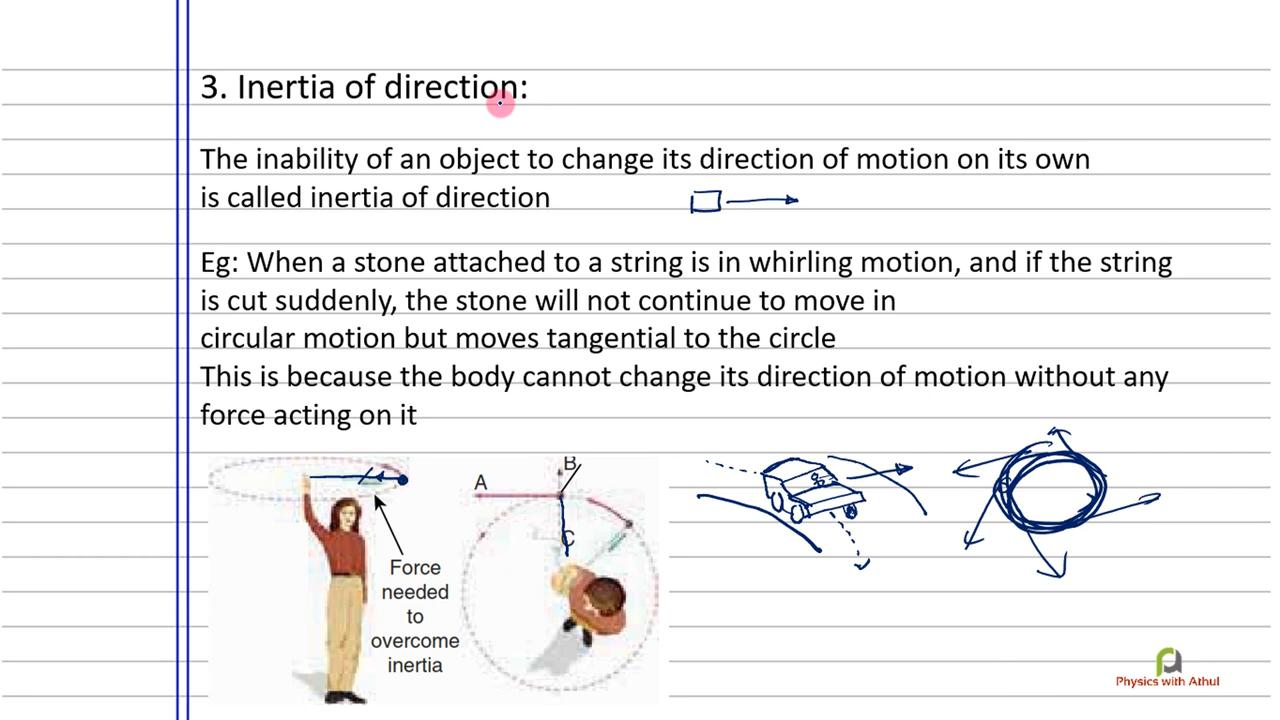 3. Inertia of direction:
The inability of an object to change its direction of motion on its own
is called inertia of direction
Eg: When a stone attached to a string is in whirling motion, and if the string
is cut suddenly, the stone will not continue to move in
circular motion but moves tangential to the circle
This is because the body cannot change its direction of motion without any
force acting on it
A
B
C
Force
needed
to
overcome
inertia
Physics with Athul